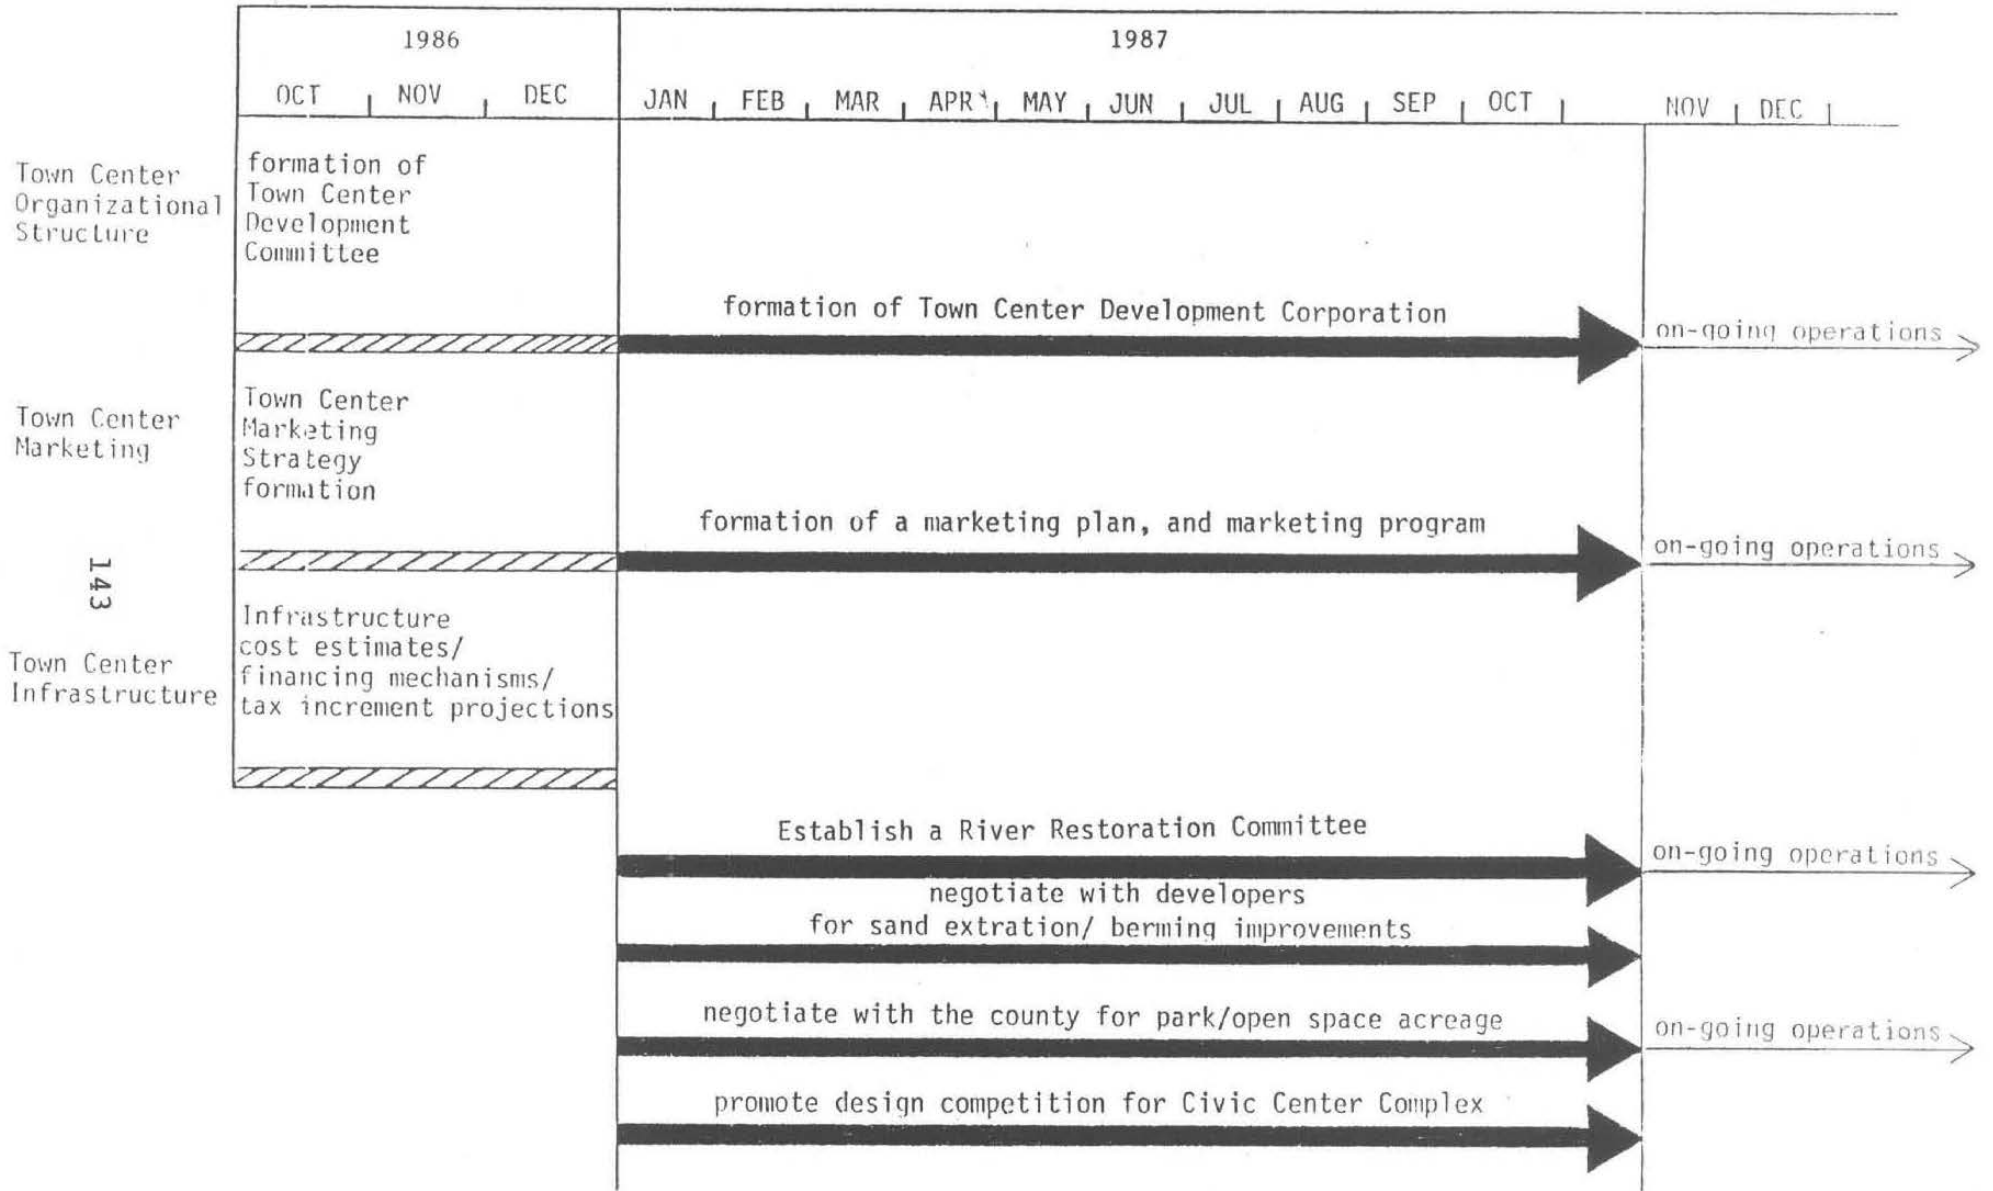 1986
1987
OCT NOV DEC JAN FEB MAR APR MAY JUN JUL AUG SEP OCT NOV DEC
Town Center
Organizational
Structure
formation of
Town Center
Development
Committee
formation of Town Center Development Corporation
on-going operations
Town Center
Marketing
Town Center
Marketing
Strategy
formation
formation of a marketing plan, and marketing program
on-going operations
143
Town Center
Infrastructure
Infrastructure
cost estimates/
financing mechanisms/
tax increment projections
Establish a River Restoration Committee
on-going operations
negotiate with developers
for sand extration/ berming improvements
negotiate with the county for park/open space acreage
on-going operations
promote design competition for Civic Center Complex